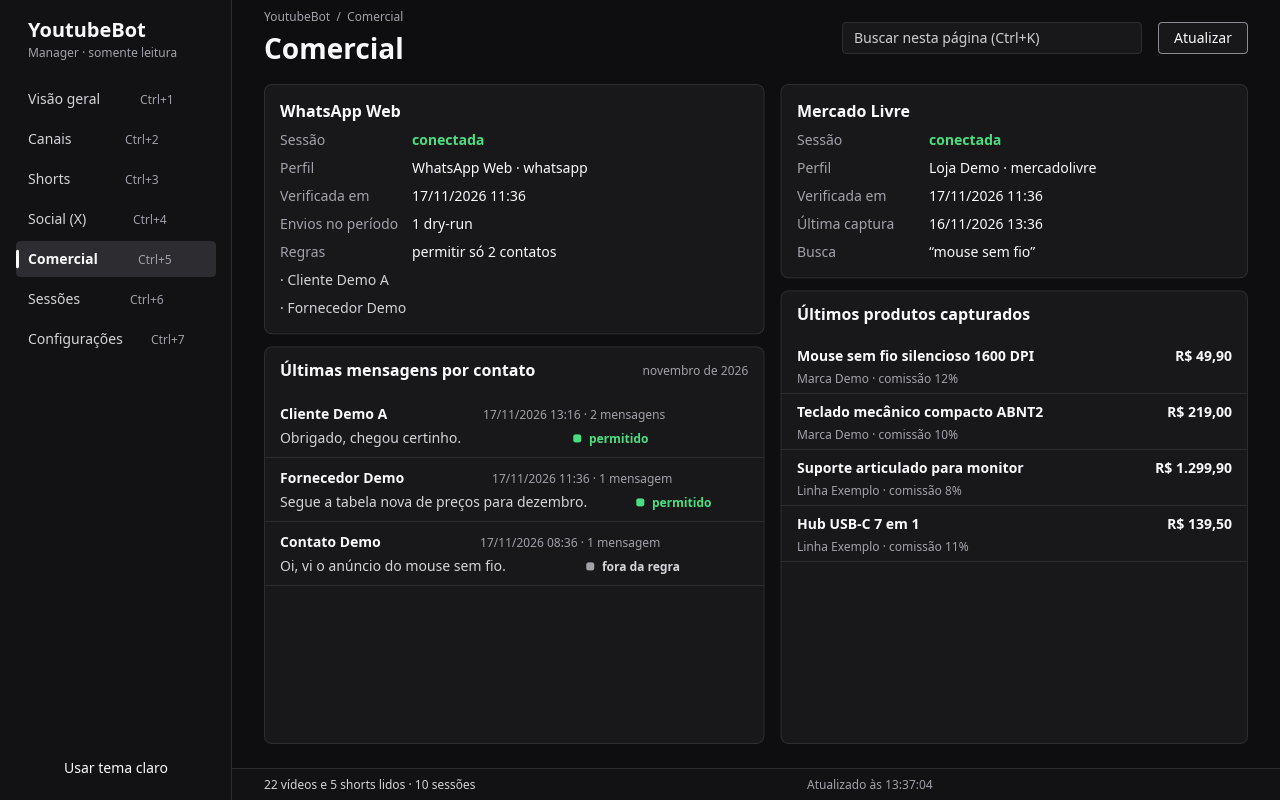 YoutubeBot
Manager · somente leitura
Visão geral Ctrl+1
Canais Ctrl+2
Shorts Ctrl+3
Social (X) Ctrl+4
Comercial Ctrl+5
Sessões Ctrl+6
Configurações Ctrl+7
Usar tema claro
YoutubeBot / Comercial
Comercial
Buscar nesta página (Ctrl+K)
Atualizar
WhatsApp Web
Sessão conectada
Perfil WhatsApp Web · whatsapp
Verificada em 17/11/2026 11:36
Envios no período 1 dry-run
Regras permitir só 2 contatos
· Cliente Demo A
· Fornecedor Demo
Últimas mensagens por contato novembro de 2026
Cliente Demo A 17/11/2026 13:16 · 2 mensagens
Obrigado, chegou certinho. permitido
Fornecedor Demo 17/11/2026 11:36 · 1 mensagem
Segue a tabela nova de preços para dezembro. permitido
Contato Demo 17/11/2026 08:36 · 1 mensagem
Oi, vi o anúncio do mouse sem fio. fora da regra
Mercado Livre
Sessão conectada
Perfil Loja Demo · mercadolivre
Verificada em 17/11/2026 11:36
Última captura 16/11/2026 13:36
Busca “mouse sem fio”
Últimos produtos capturados
Mouse sem fio silencioso 1600 DPI R$ 49,90
Marca Demo · comissão 12%
Teclado mecânico compacto ABNT2 R$ 219,00
Marca Demo · comissão 10%
Suporte articulado para monitor R$ 1.299,90
Linha Exemplo · comissão 8%
Hub USB-C 7 em 1 R$ 139,50
Linha Exemplo · comissão 11%
22 vídeos e 5 shorts lidos · 10 sessões
Atualizado às 13:37:04